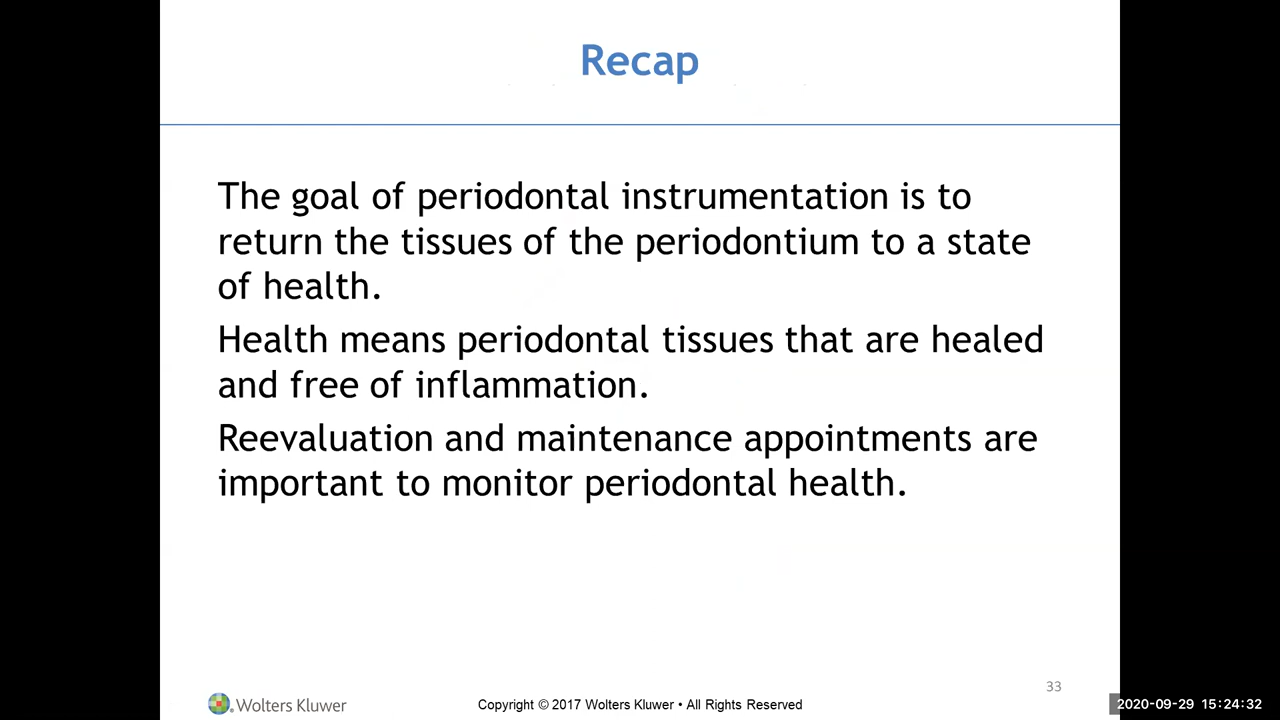 Recap
The goal of periodontal instrumentation is to
return the tissues of the periodontium to a state
of health.
Health means periodontal tissues that are healed
and free of inflammation.
Reevaluation and maintenance appointments are
important to monitor periodontal health.
33
Wolters Kluwer
Copyright © 2017 Wolters Kluwer • All Rights Reserved
2020-09-29 15:24:32